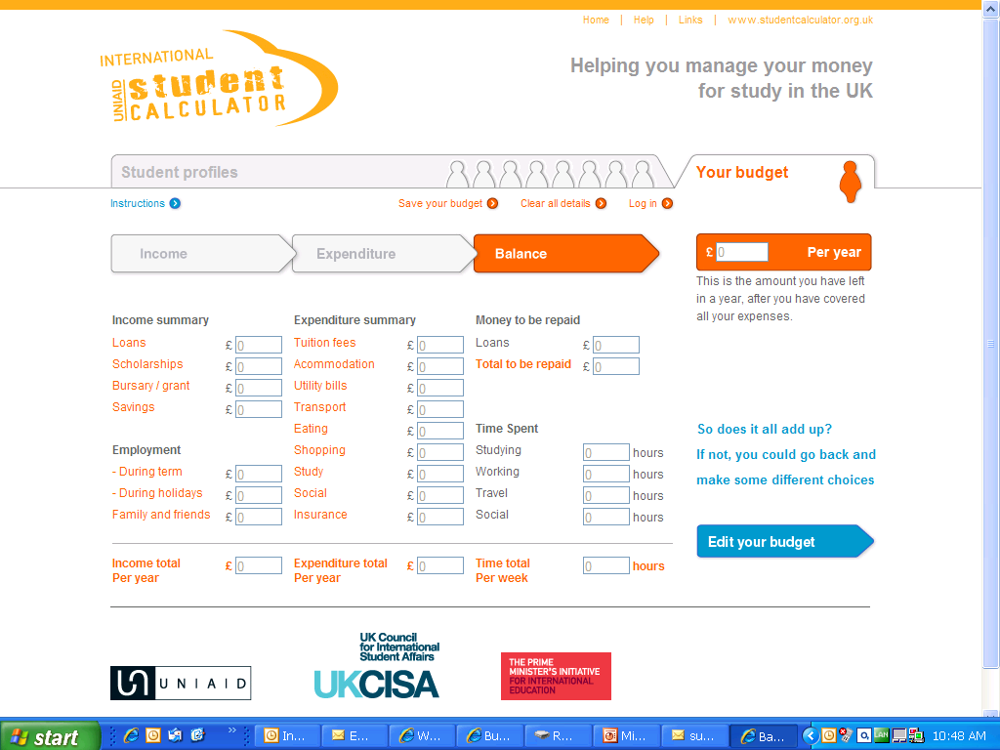 Home | Help | Links | www.studentcalculator.org.uk
INTERNATIONAL
UNIAID
student
CALCULATOR
Helping you manage your money
for study in the UK
Student profiles
Your budget
Instructions
Save your budget
Clear all details
Log in
Income
Expenditure
Balance
£ 0 Per year
This is the amount you have left
in a year, after you have covered
all your expenses.
Income summary
Loans £ 0
Scholarships £ 0
Bursary / grant £ 0
Savings £ 0
Employment
- During term £ 0
- During holidays £ 0
Family and friends £ 0
Income total £ 0
Per year
Expenditure summary
Tuition fees £ 0
Acommodation £ 0
Utility bills £ 0
Transport £ 0
Eating £ 0
Shopping £ 0
Study £ 0
Social £ 0
Insurance £ 0
Expenditure total £ 0
Per year
Money to be repaid
Loans £ 0
Total to be repaid £ 0
Time Spent
Studying 0 hours
Working 0 hours
Travel 0 hours
Social 0 hours
Time total 0 hours
Per week
So does it all add up?
If not, you could go back and
make some different choices
Edit your budget
UNIAID
UK Council
for International
Student Affairs
UKCISA
THE PRIME
MINISTER'S INITIATIVE
FOR INTERNATIONAL
EDUCATION
start
In...
E...
W...
Bu...
R...
Mi...
su...
Ba...
LAN
10:48 AM